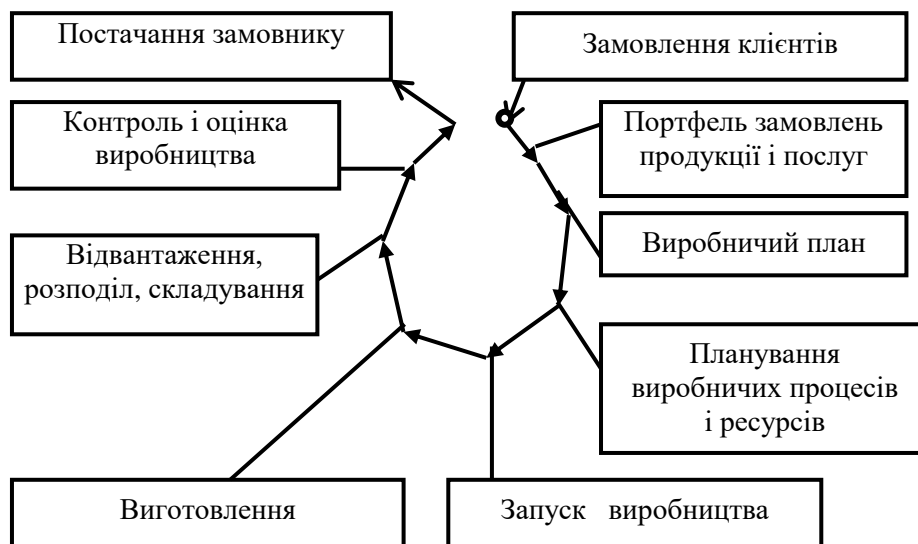 Постачання замовнику
Замовлення клієнтів
Контроль і оцінка
виробництва
Портфель замовлень
продукції і послуг
Виробничий план
Відвантаження,
розподіл, складування
Планування
виробничих процесів
і ресурсів
Виготовлення
Запуск виробництва